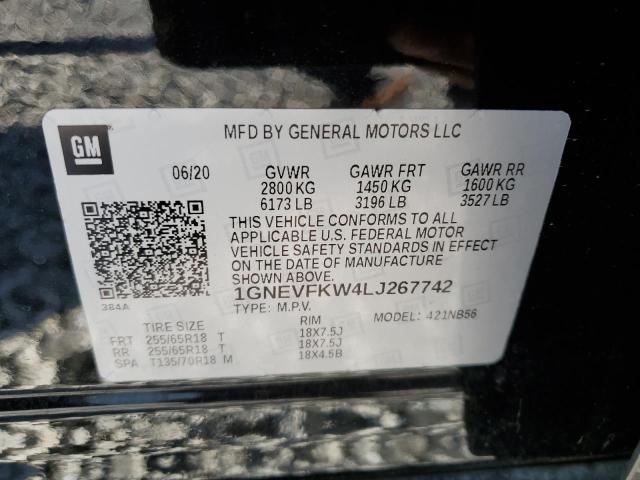 GM
MFD BY GENERAL MOTORS LLC
06/20 GVWR GAWR FRT GAWR RR
2800 KG 1450 KG 1600 KG
6173 LB 3196 LB 3527 LB
THIS VEHICLE CONFORMS TO ALL
APPLICABLE U.S. FEDERAL MOTOR
VEHICLE SAFETY STANDARDS IN EFFECT
ON THE DATE OF MANUFACTURE
SHOWN ABOVE.
384A
1GNEVFKW4LJ267742
TYPE: M.P.V. MODEL: 421NB56
TIRE SIZE RIM
FRT 255/65R18 T 18X7.5J
RR 255/65R18 T 18X7.5J
SPA T135/70R18 M 18X4.5B